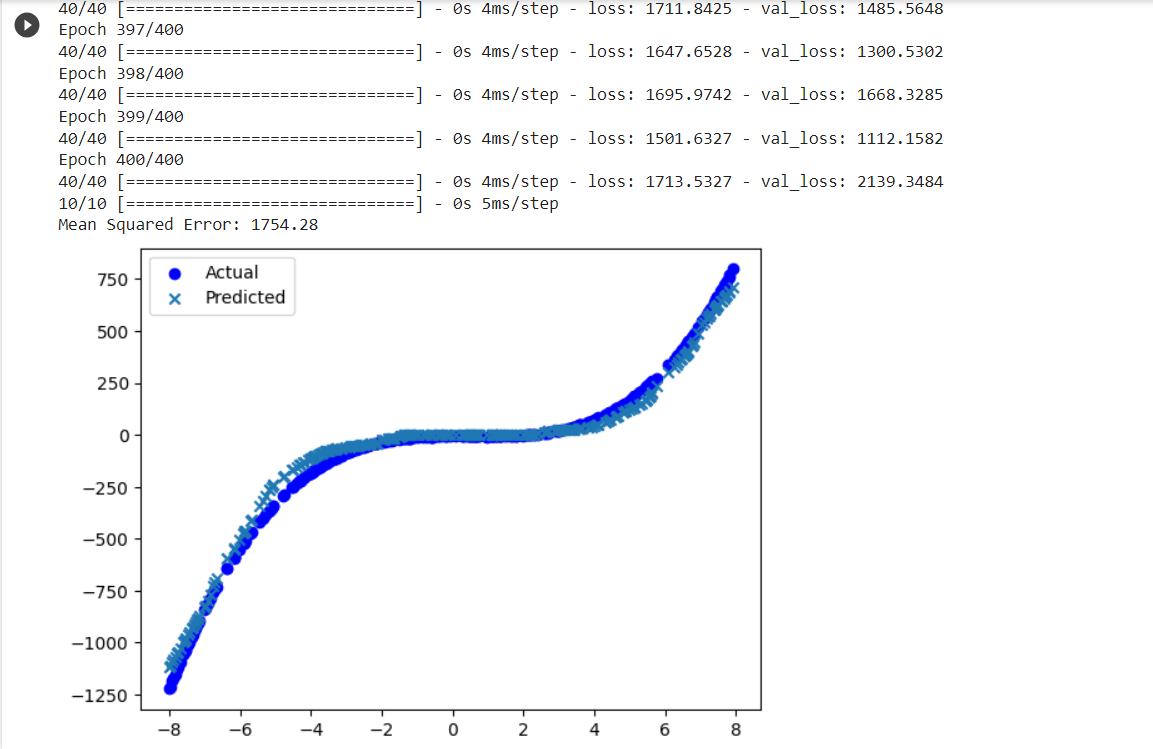 40/40 [==============================] - 0s 4ms/step - loss: 1711.8425 - val_loss: 1485.5648
Epoch 397/400
40/40 [==============================] - 0s 4ms/step - loss: 1647.6528 - val_loss: 1300.5302
Epoch 398/400
40/40 [==============================] - 0s 4ms/step - loss: 1695.9742 - val_loss: 1668.3285
Epoch 399/400
40/40 [==============================] - 0s 4ms/step - loss: 1501.6327 - val_loss: 1112.1582
Epoch 400/400
40/40 [==============================] - 0s 4ms/step - loss: 1713.5327 - val_loss: 2139.3484
10/10 [==============================] - 0s 5ms/step
Mean Squared Error: 1754.28
Actual
Predicted
750
500
250
0
−250
−500
−750
−1000
−1250
−8 −6 −4 −2 0 2 4 6 8